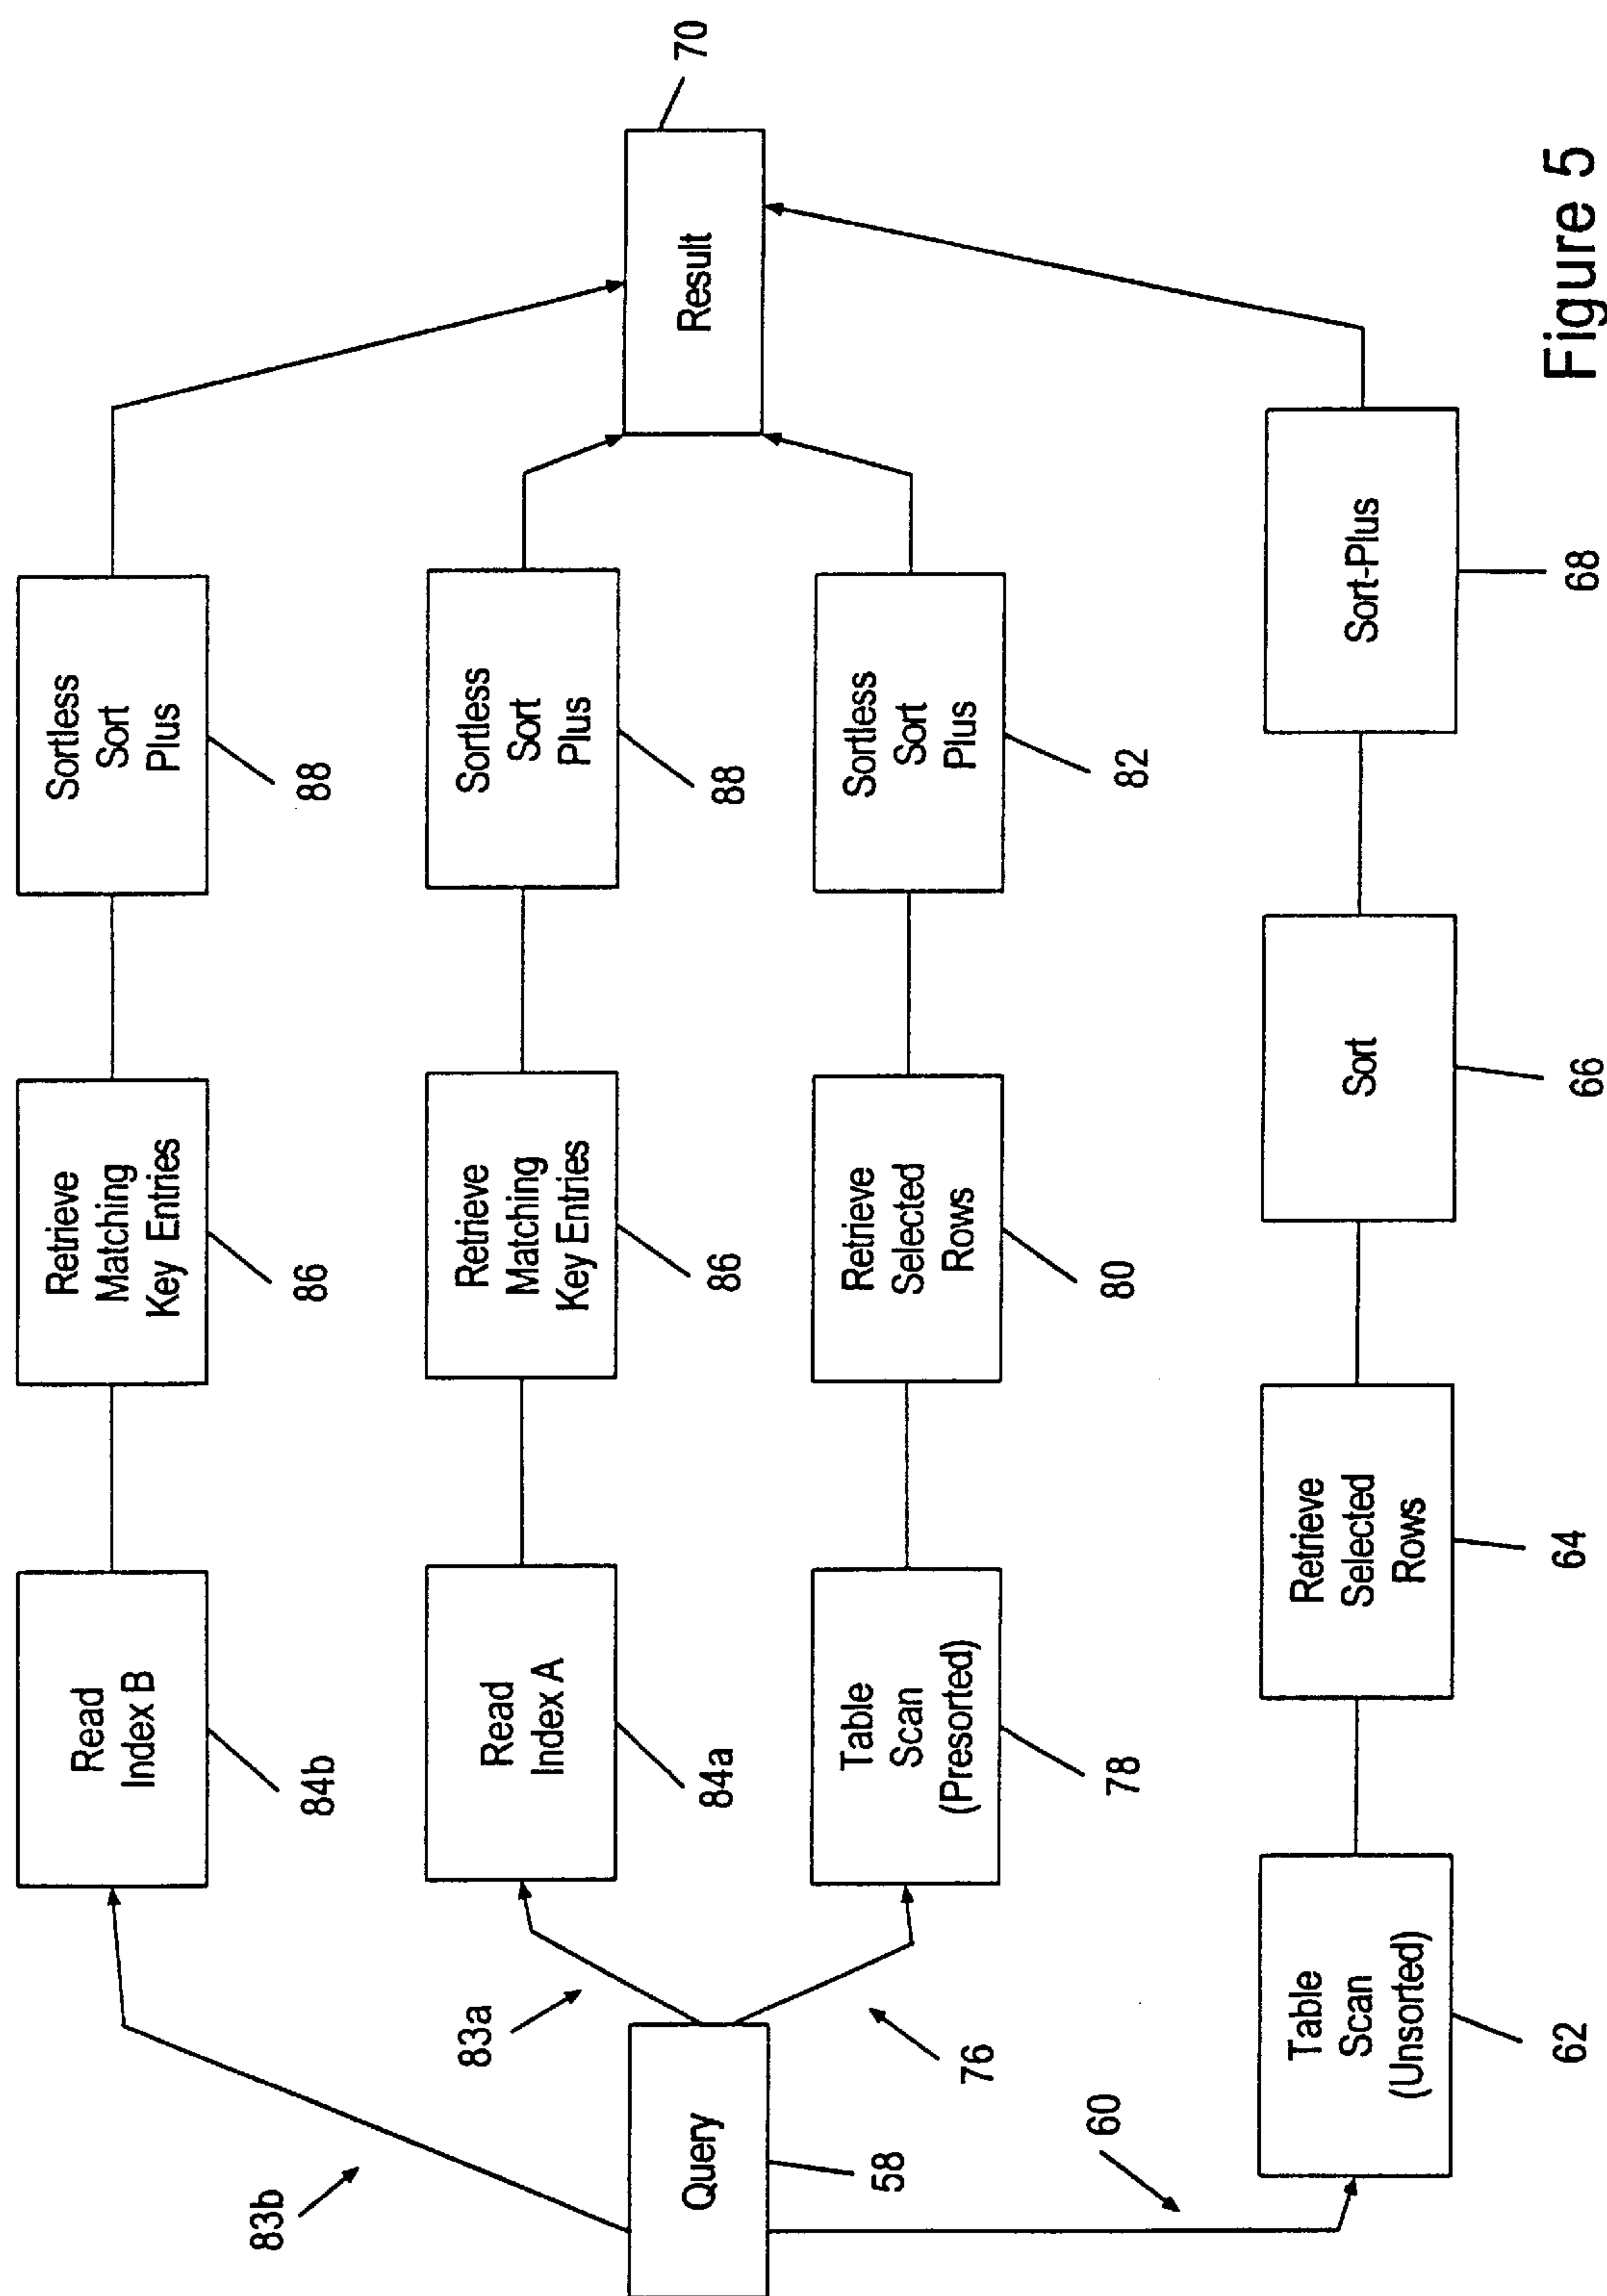 83b
Read
Index B
84b
Retrieve
Matching
Key Entries
86
Sortless
Sort
Plus
88
83a
Read
Index A
84a
Retrieve
Matching
Key Entries
86
Sortless
Sort
Plus
88
Query
58
Result
70
76
Table
Scan
(Presorted)
78
Retrieve
Selected
Rows
80
Sortless
Sort
Plus
82
60
Table
Scan
(Unsorted)
62
Retrieve
Selected
Rows
64
Sort
66
Sort-Plus
68
Figure 5